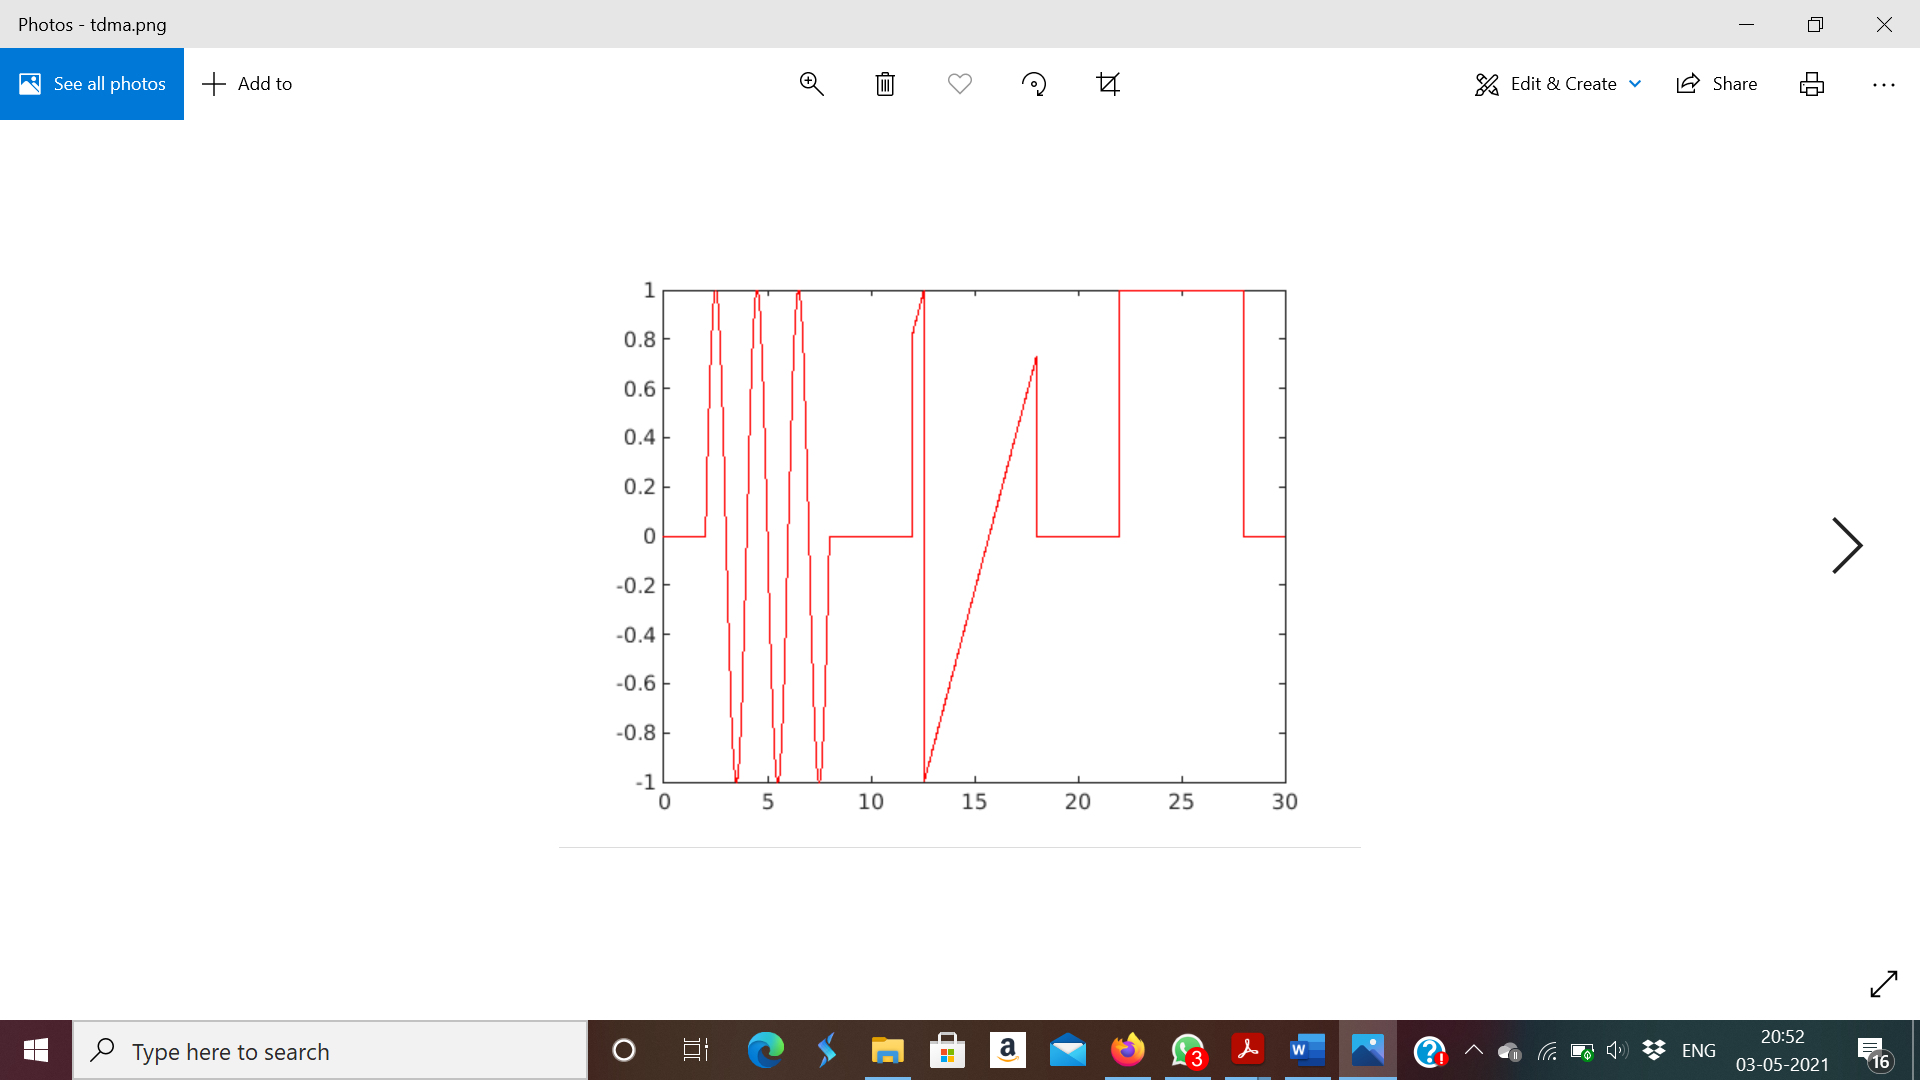 Photos - tdma.png
See all photos
Add to
Edit & Create
Share
1
0.8
0.6
0.4
0.2
0
-0.2
-0.4
-0.6
-0.8
-1
0 5 10 15 20 25 30
Type here to search
a
W
3
ENG
20:52
03-05-2021
16